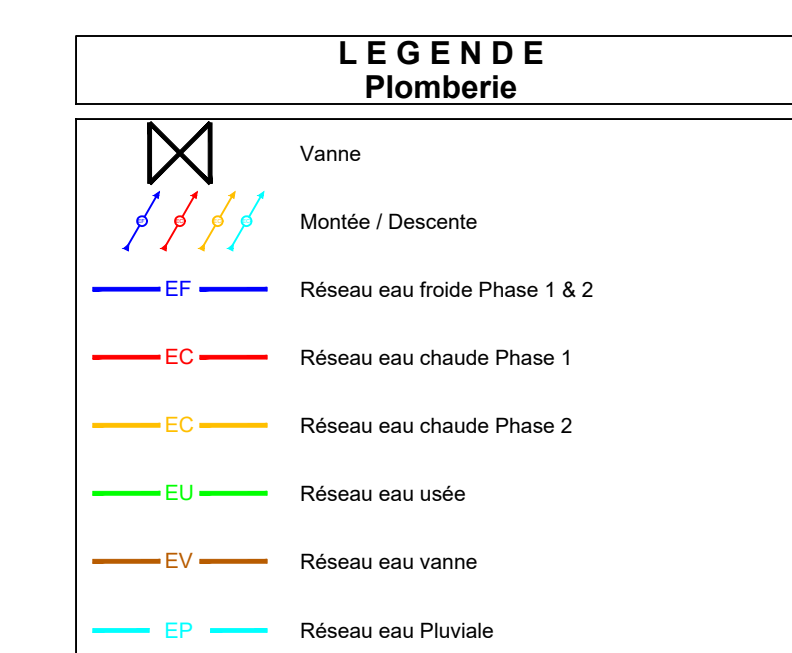 L E G E N D E
Plomberie
Vanne
Montée / Descente
EF Réseau eau froide Phase 1 & 2
EC Réseau eau chaude Phase 1
EC Réseau eau chaude Phase 2
EU Réseau eau usée
EV Réseau eau vanne
EP Réseau eau Pluviale